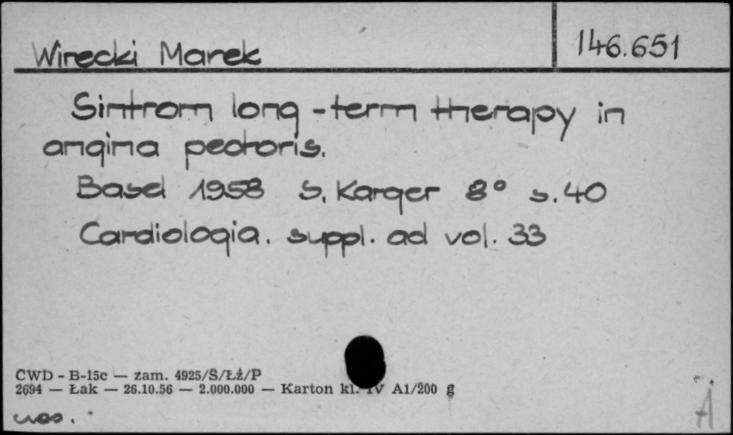 Wirecki Marek
146.651
Sintrom long-term therapy in
angina pectoris.
Basel 1958 S. Karger 8° s. 40
Cardiologia. suppl. ad vol. 33
CWD - B-15c — zam. 4925/S/Łż/P
2694 — Łak — 26.10.56 — 2.000.000 — Karton kl. IV A1/200 g
A